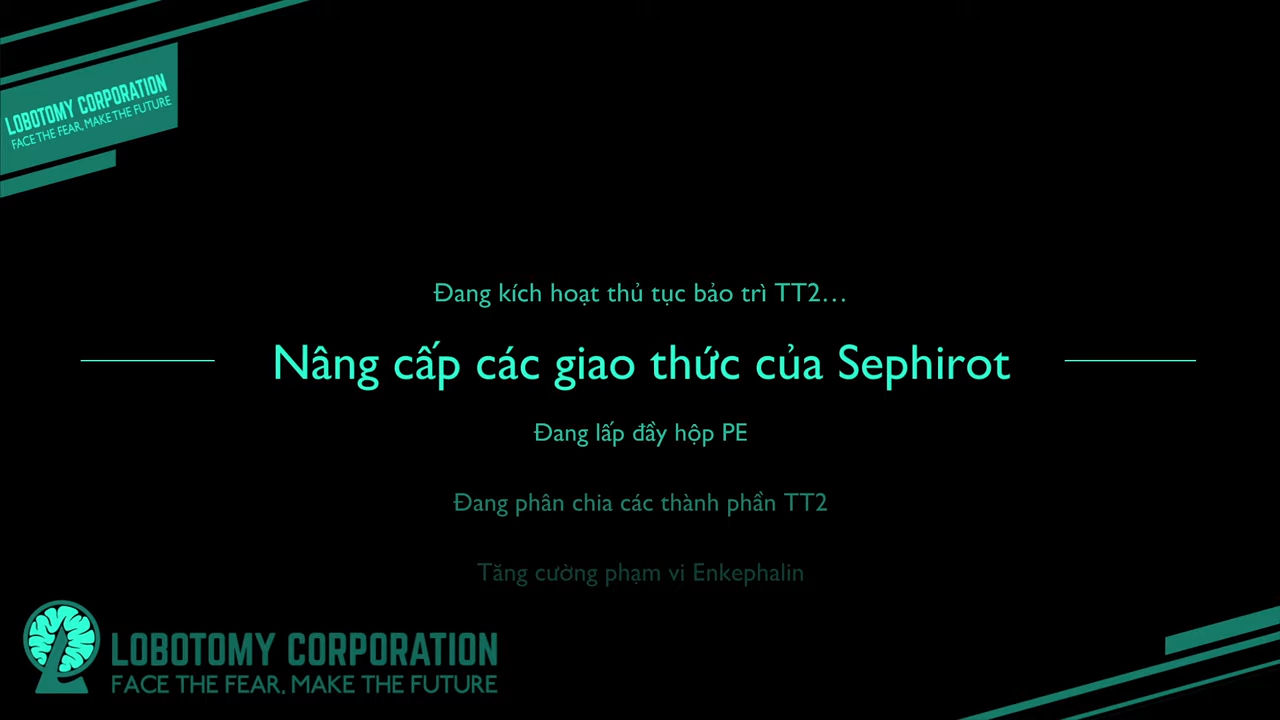 LOBOTOMY CORPORATION
FACE THE FEAR, MAKE THE FUTURE
Đang kích hoạt thủ tục bảo trì TT2…
Nâng cấp các giao thức của Sephirot
Đang lấp đầy hộp PE
Đang phân chia các thành phần TT2
Tăng cường phạm vi Enkephalin
LOBOTOMY CORPORATION
FACE THE FEAR, MAKE THE FUTURE